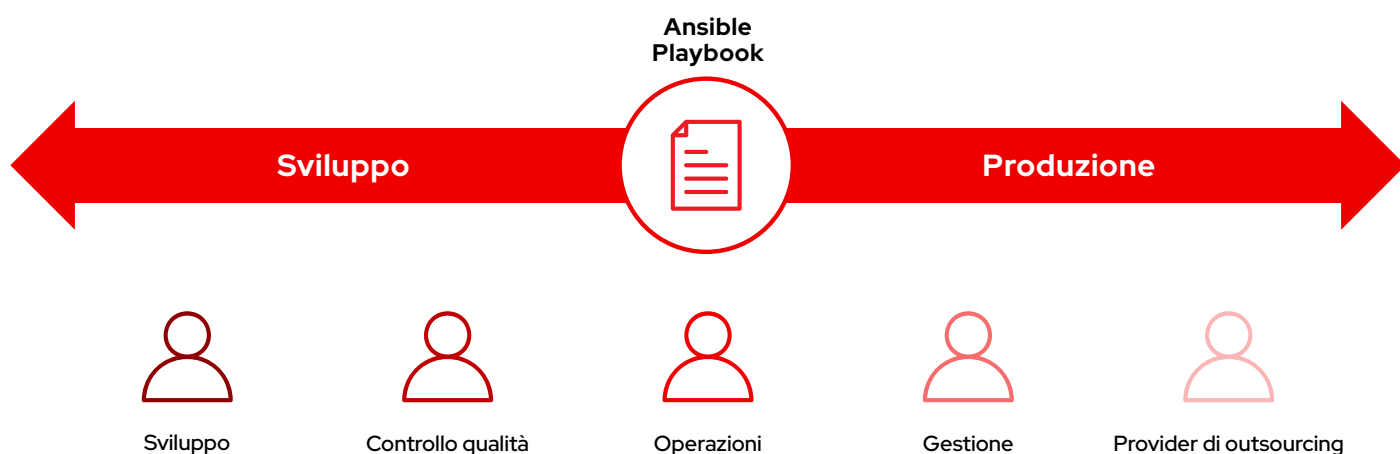 Ansible
Playbook
Sviluppo
Produzione
Sviluppo
Controllo qualità
Operazioni
Gestione
Provider di outsourcing